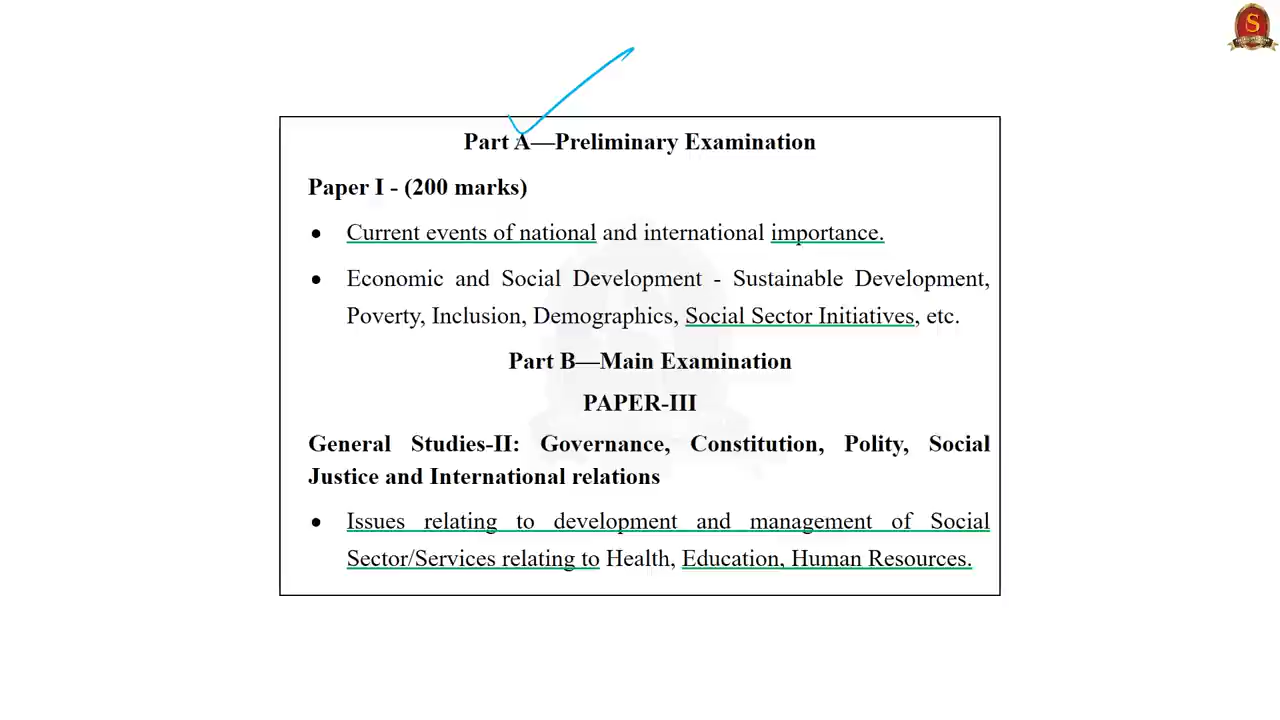 S
Part A—Preliminary Examination
Paper I - (200 marks)
• Current events of national and international importance.
• Economic and Social Development - Sustainable Development,
Poverty, Inclusion, Demographics, Social Sector Initiatives, etc.
Part B—Main Examination
PAPER-III
General Studies-II: Governance, Constitution, Polity, Social
Justice and International relations
• Issues relating to development and management of Social
Sector/Services relating to Health, Education, Human Resources.